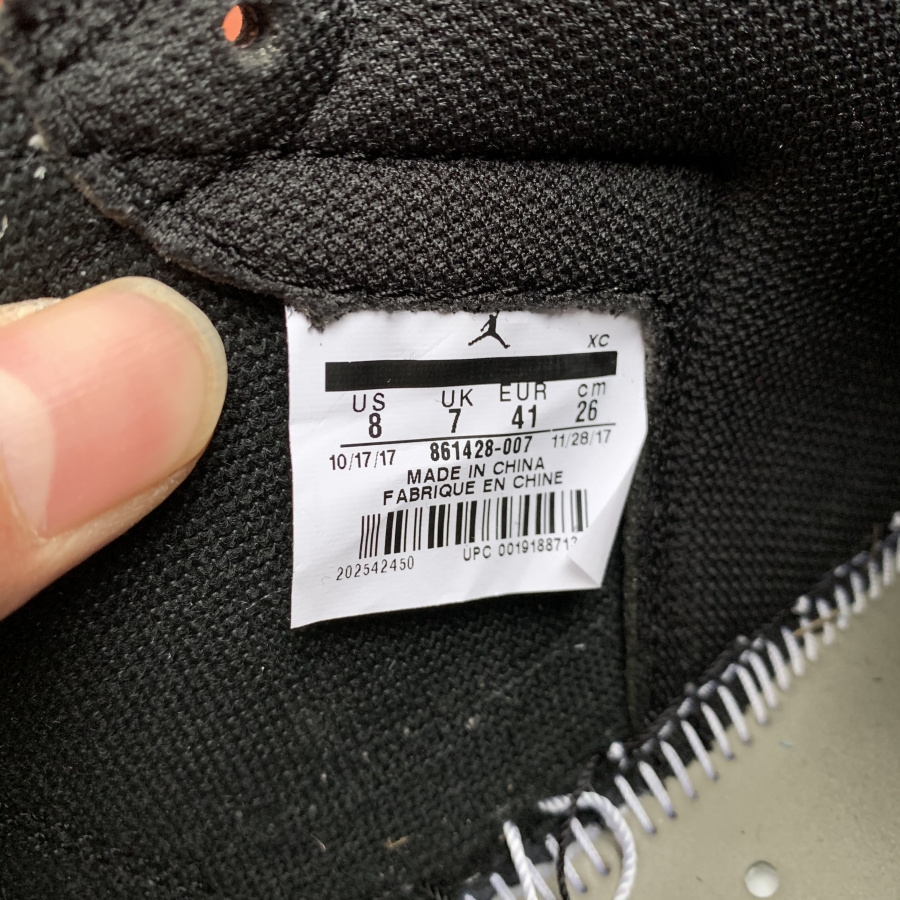 XC
US UK EUR cm
8 7 41 26
10/17/17 861428-007 11/28/17
MADE IN CHINA
FABRIQUE EN CHINE
202542450 UPC 001918871